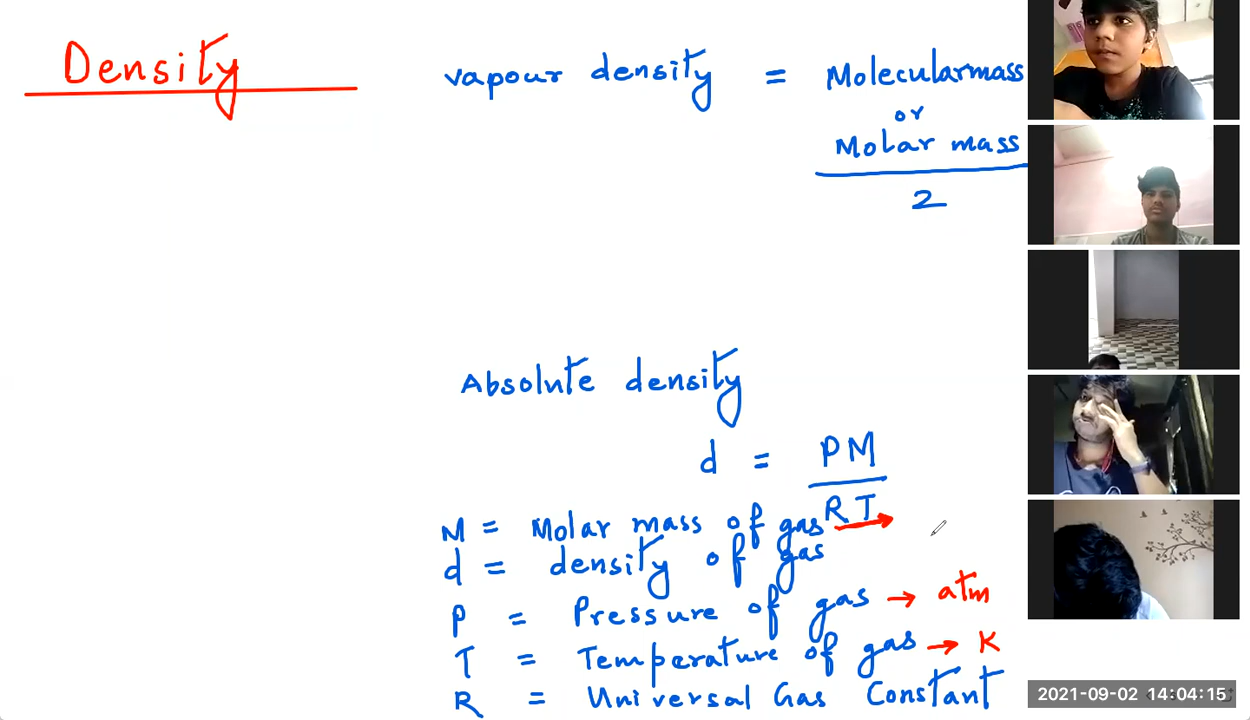 Density
vapour density = Molecularmass
or
Molar mass
2
Absolute density
d = PM
RT
M = Molar mass of gas →
d = density of gas
P = Pressure of gas → atm
T = Temperature of gas → K
R = Universal Gas Constant
2021-09-02 14:04:15